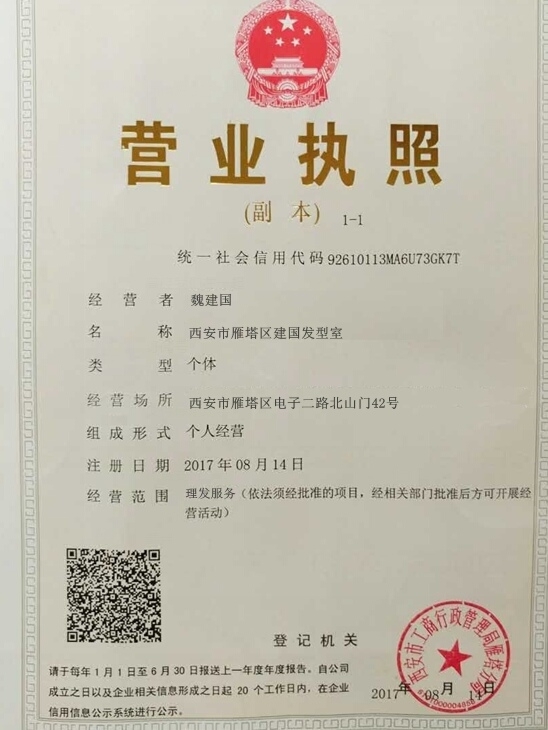 营业执照
(副 本) 1-1
统一社会信用代码 92610113MA6U73GK7T
经营者 魏建国
名称 西安市雁塔区建国发型室
类型 个体
经营场所 西安市雁塔区电子二路北山门42号
组成形式 个人经营
注册日期 2017年08月14日
经营范围 理发服务（依法须经批准的项目，经相关部门批准后方可开展经
营活动）
登记机关
西安市工商行政管理局雁塔分局
2017年 08月 14日
请于每年1月1日至6月30日报送上一年度年度报告。自公司
成立之日以及企业相关信息形成之日起20个工作日内，在企业
信用信息公示系统进行公示。